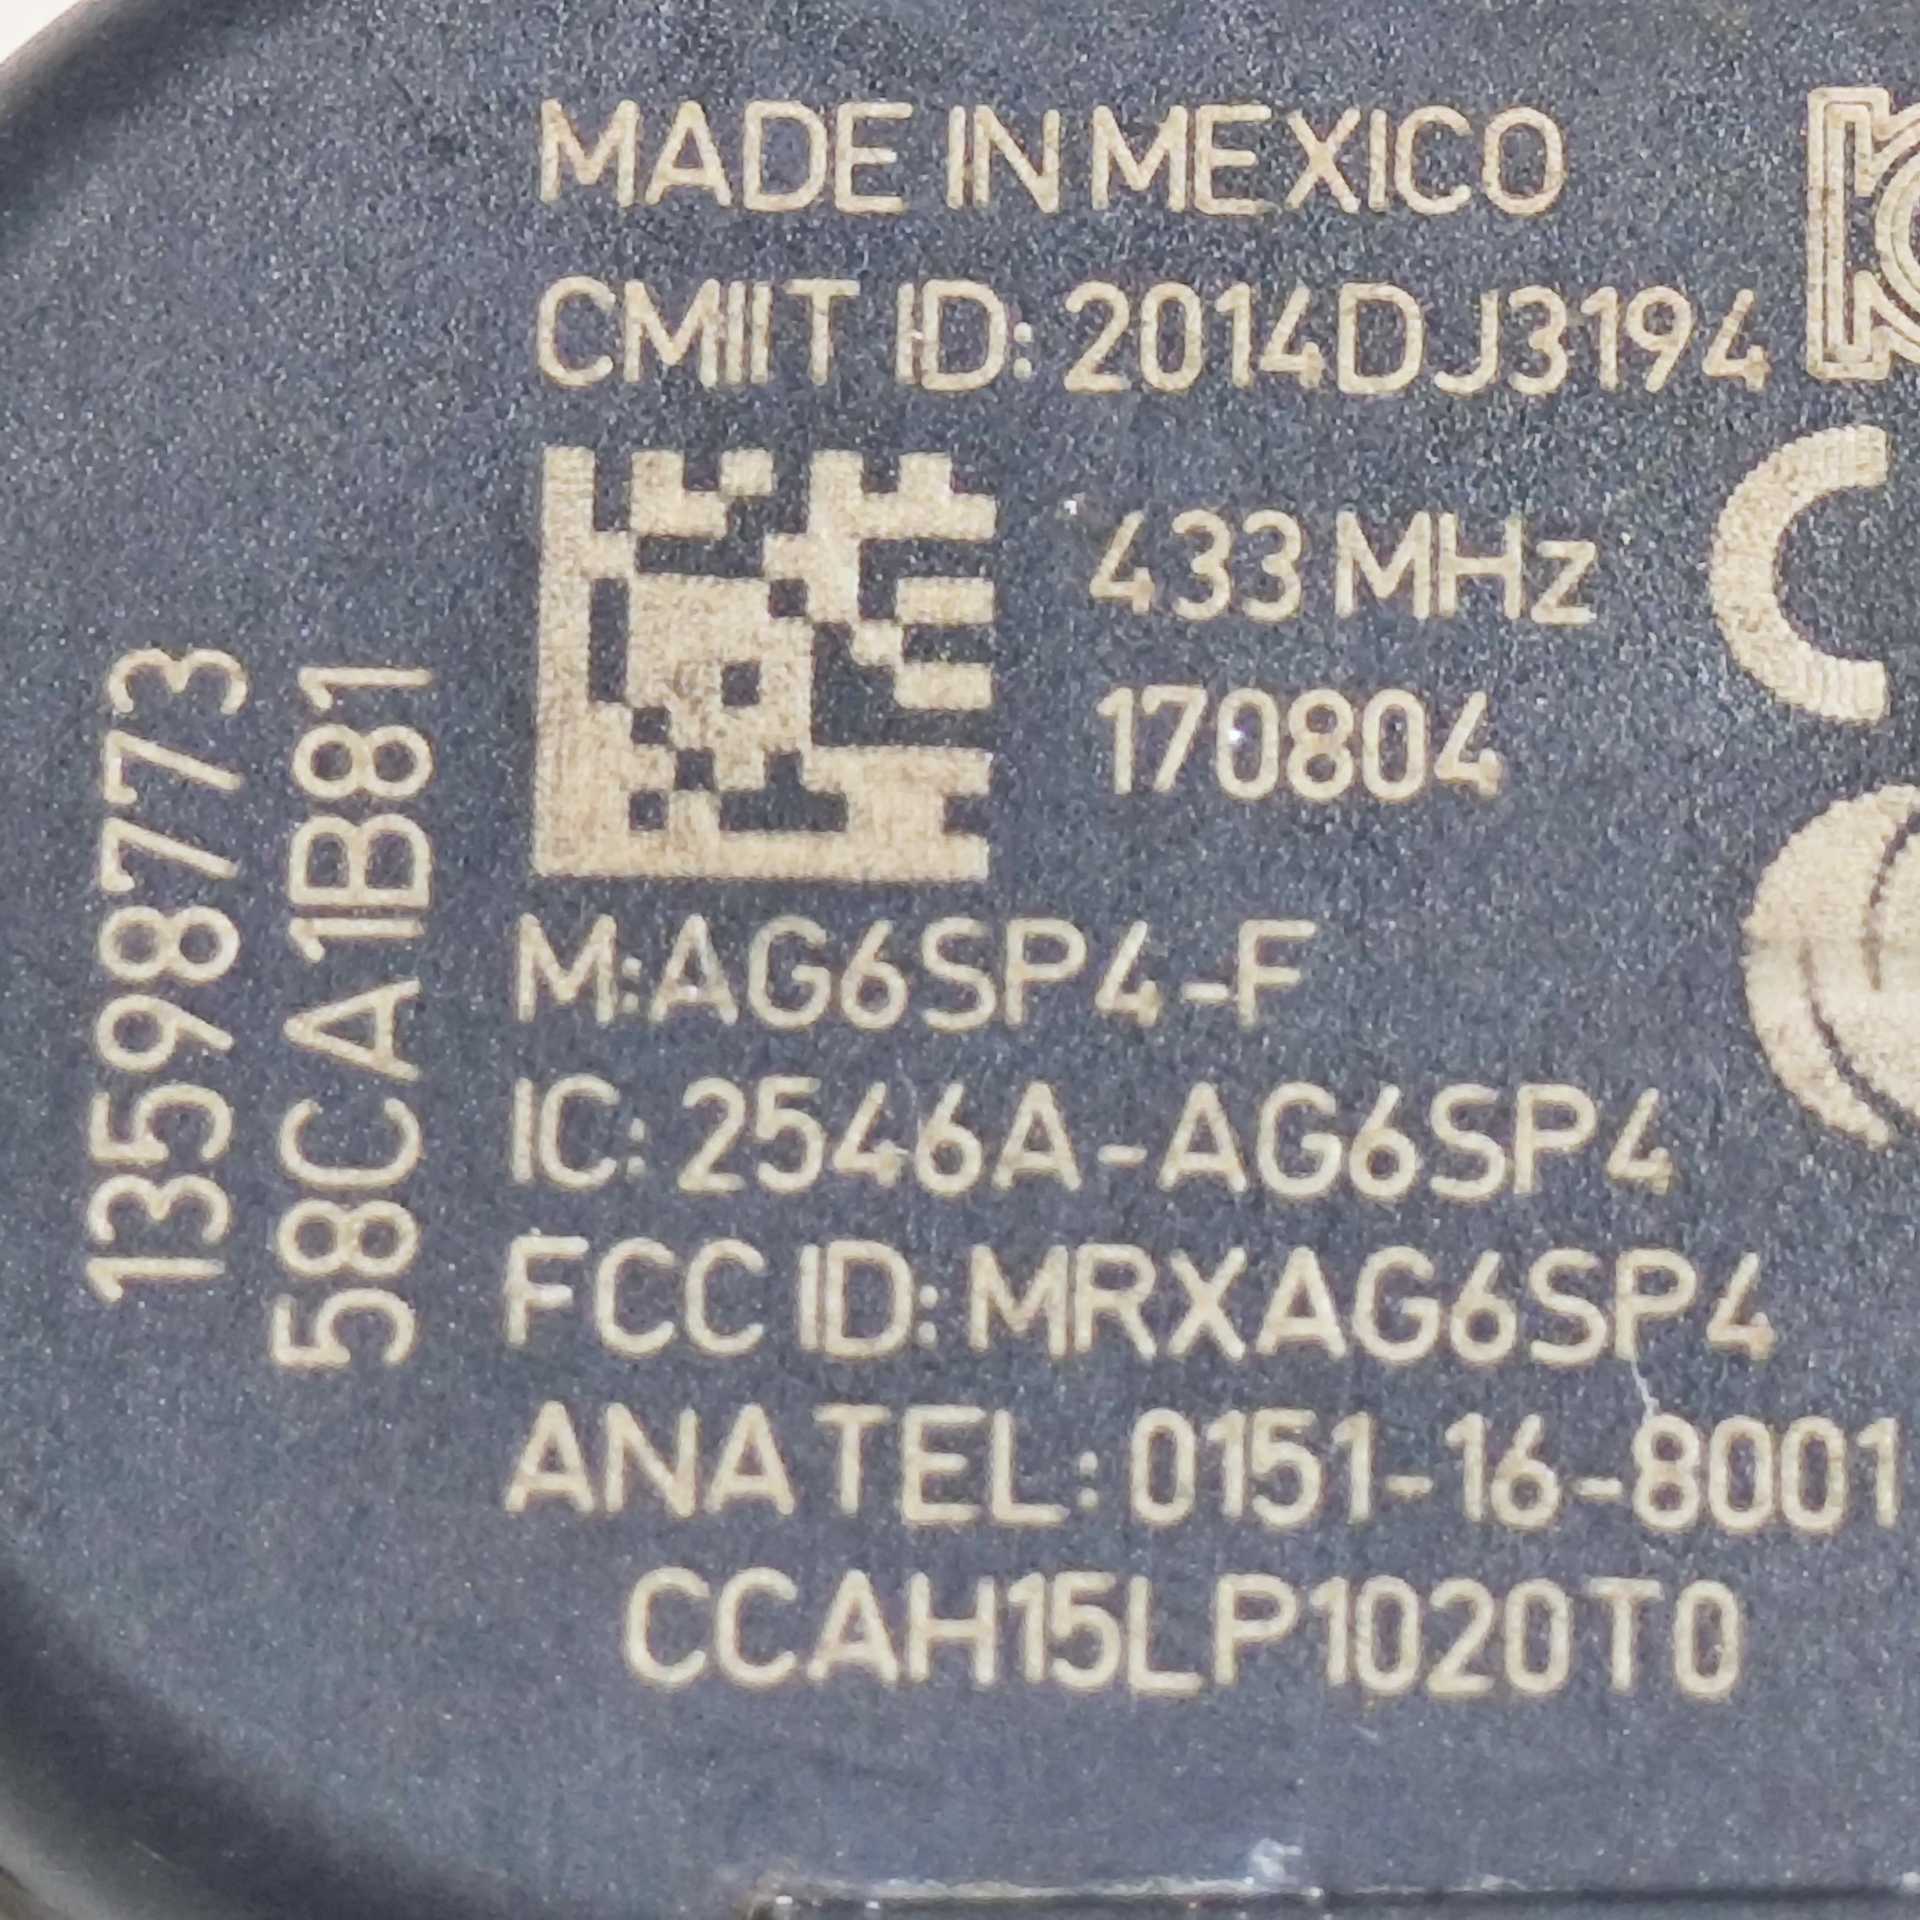 MADE IN MEXICO
CMIIT ID: 2014DJ3194
433 MHz
170804
13598773
58CA1B81
M:AG6SP4-F
IC: 2546A-AG6SP4
FCC ID: MRXAG6SP4
ANATEL: 0151-16-8001
CCAH15LP1020T0